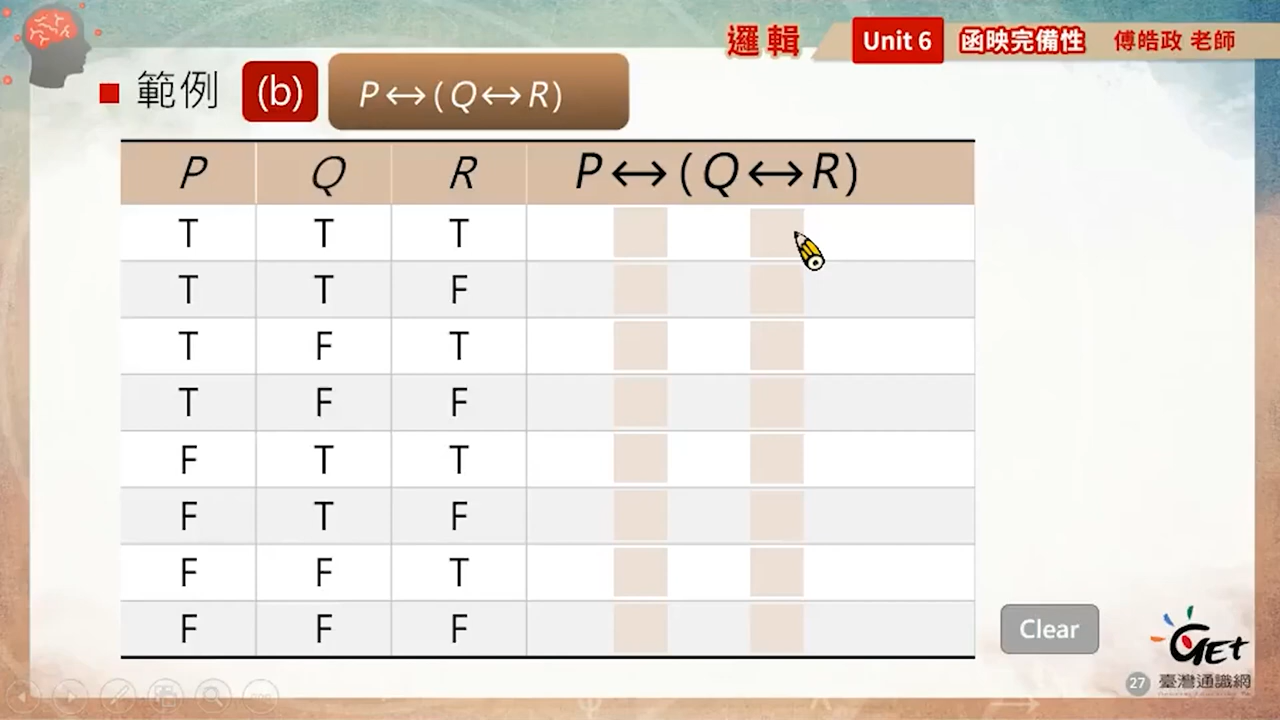 邏輯 Unit 6 函映完備性 傅皓政 老師
範例 (b) P↔(Q↔R)
P Q R P↔(Q↔R)
T T T
T T F
T F T
T F F
F T T
F T F
F F T
F F F
Clear
GET
27 臺灣通識網